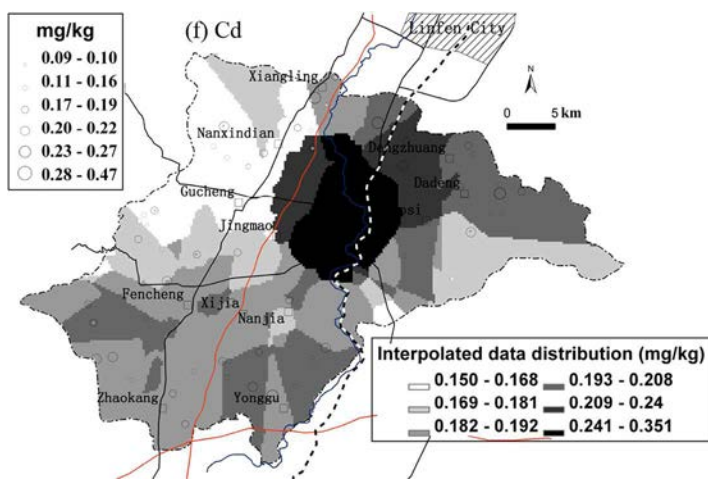 mg/kg
0.09 - 0.10
0.11 - 0.16
0.17 - 0.19
0.20 - 0.22
0.23 - 0.27
0.28 - 0.47
(f) Cd
Linfen City
N
0 5 km
Xiangling
Nanxindian
Dengzhuang
Dadeng
Gucheng
osi
Jingmao
Fencheng
Xijia
Nanjia
Zhaokang
Yonggu
Interpolated data distribution (mg/kg)
0.150 - 0.168 0.193 - 0.208
0.169 - 0.181 0.209 - 0.24
0.182 - 0.192 0.241 - 0.351